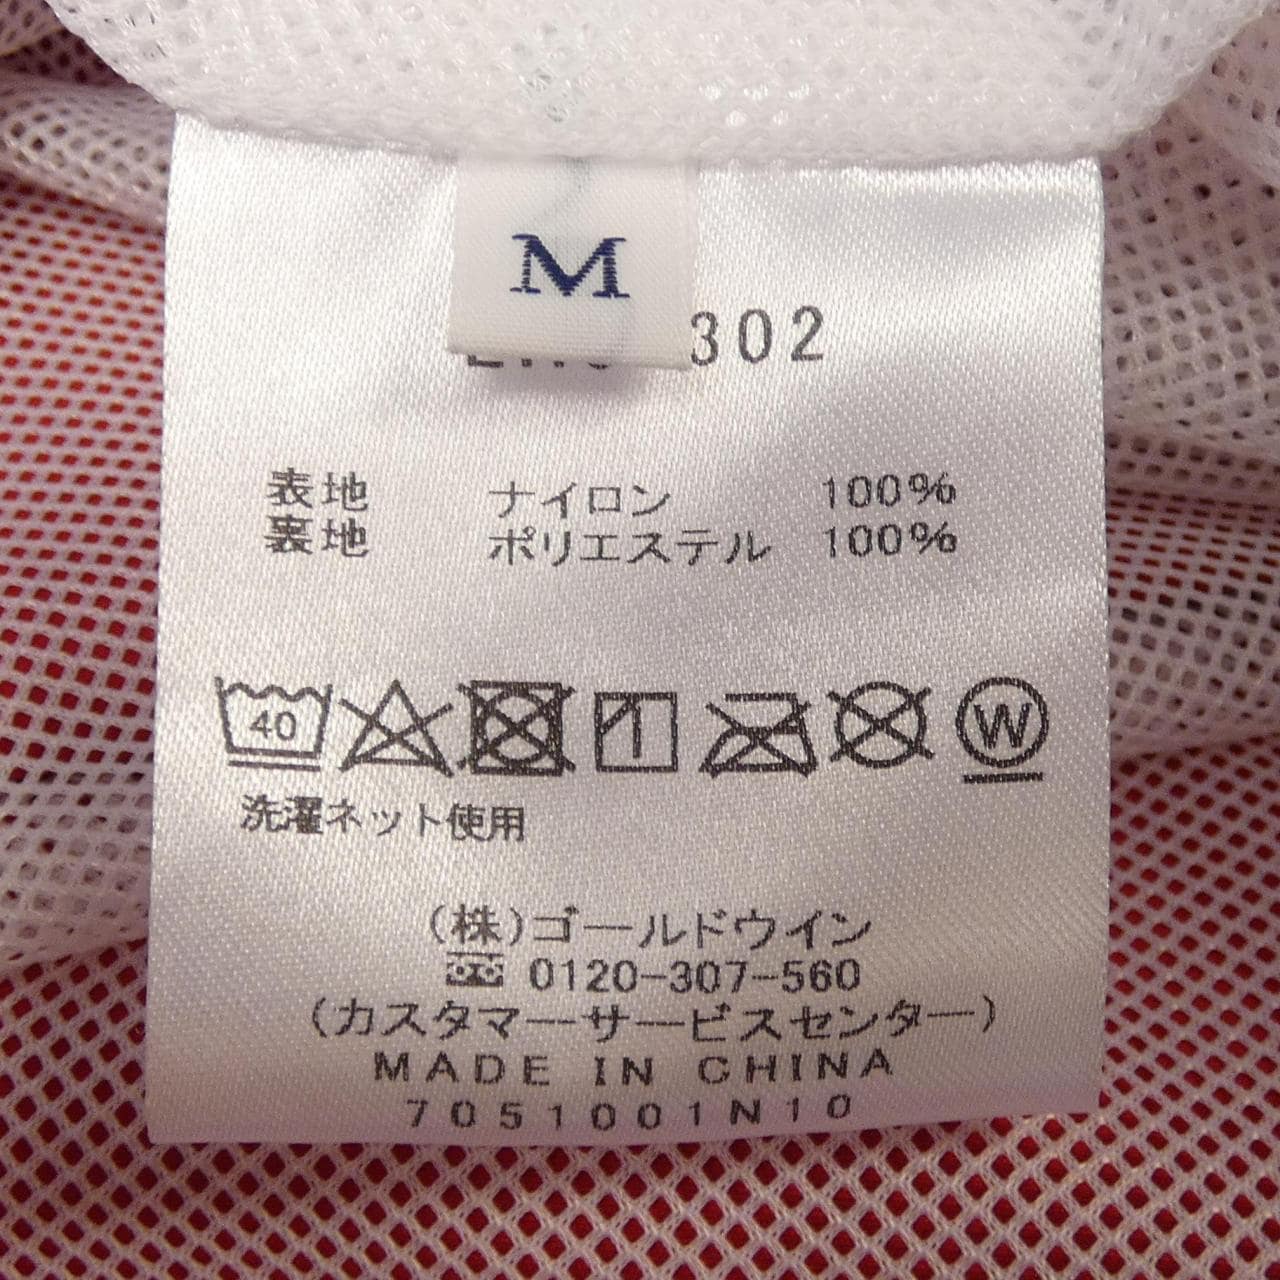 M
302
表地 ナイロン 100%
裏地 ポリエステル 100%
40 1 W
洗濯ネット使用
(株)ゴールドウイン
0120-307-560
(カスタマーサービスセンター)
MADE IN CHINA
7051001N10